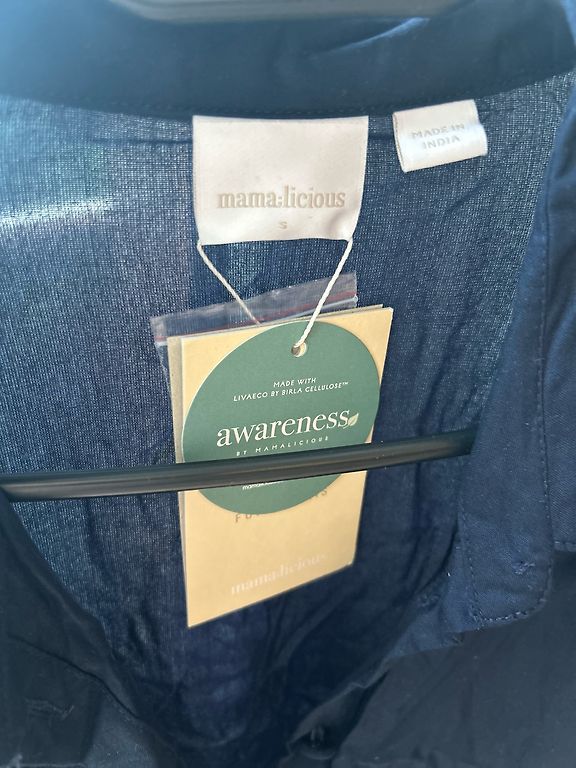 mama;licious
S
MADE IN
INDIA
MADE WITH
LIVAECO BY BIRLA CELLULOSE™
awareness
BY MAMALICIOUS
mama;licious